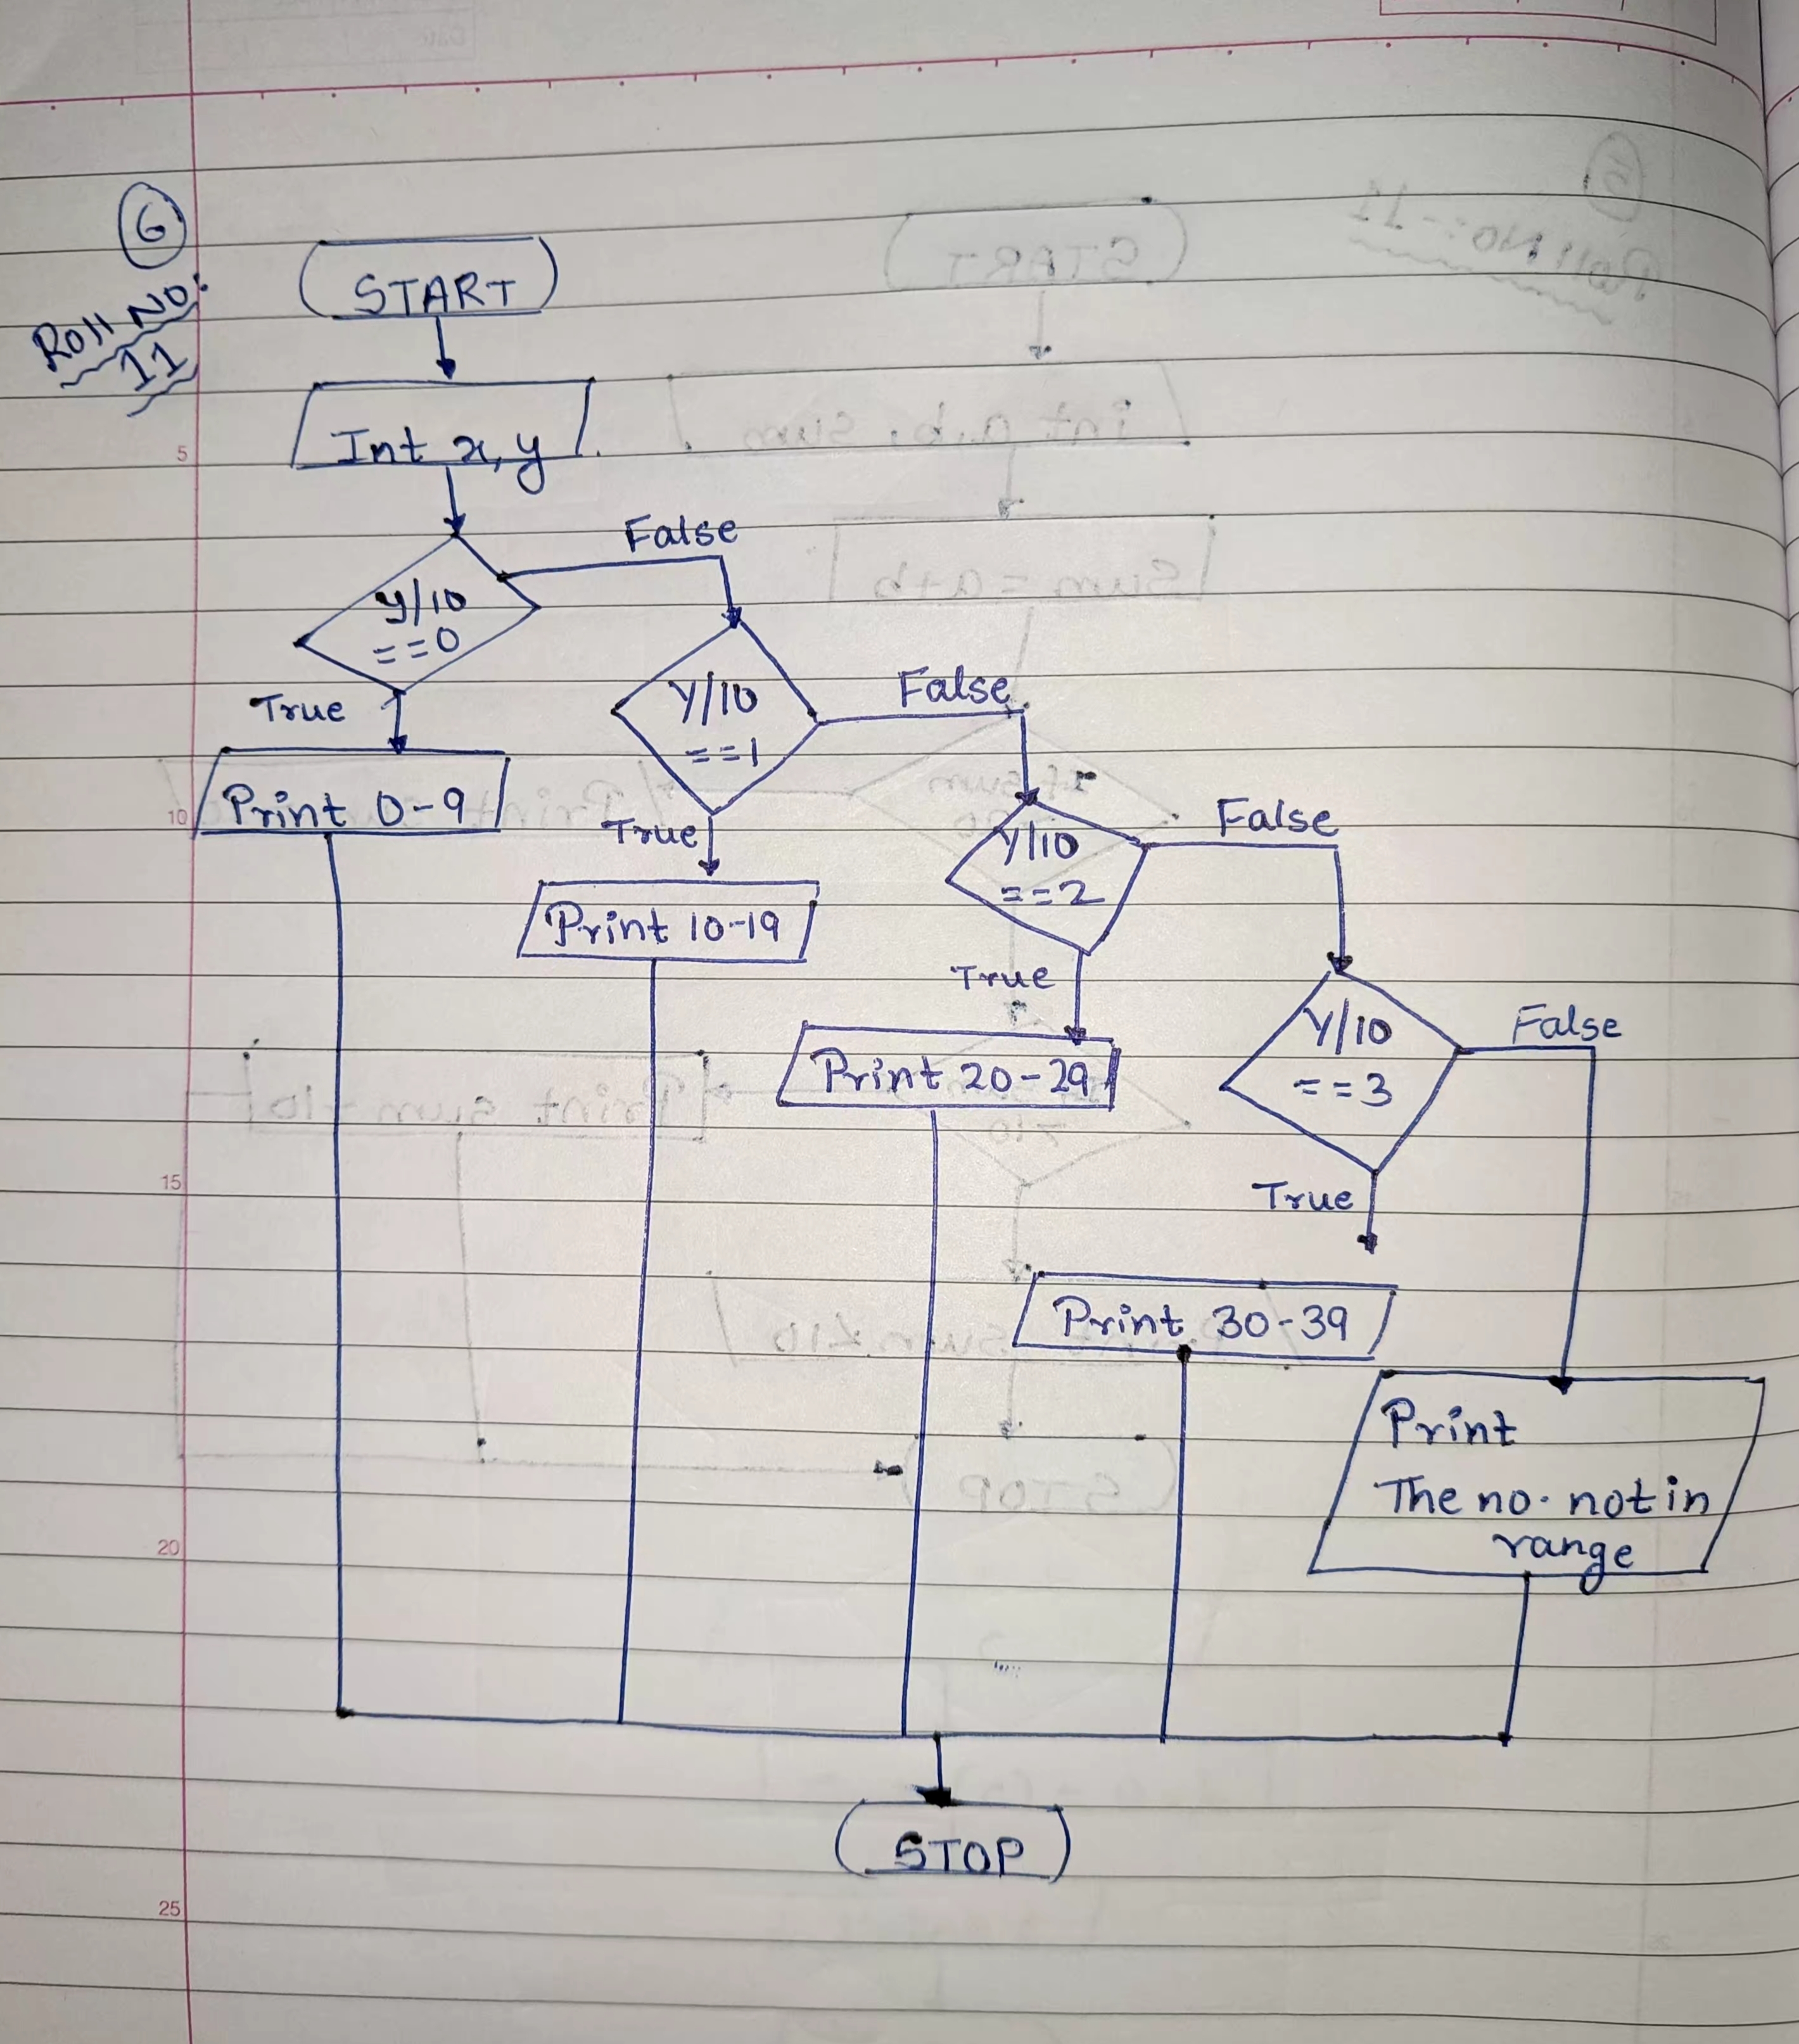 6
Roll No:
11
START
Int x, y
y/10
==0
False
True
Print 0-9
Y/10
==1
False
True
Print 10-19
Y/10
==2
False
True
Print 20-29
Y/10
==3
False
True
Print 30-39
Print
The no. not in
range
STOP
5
10
15
20
25